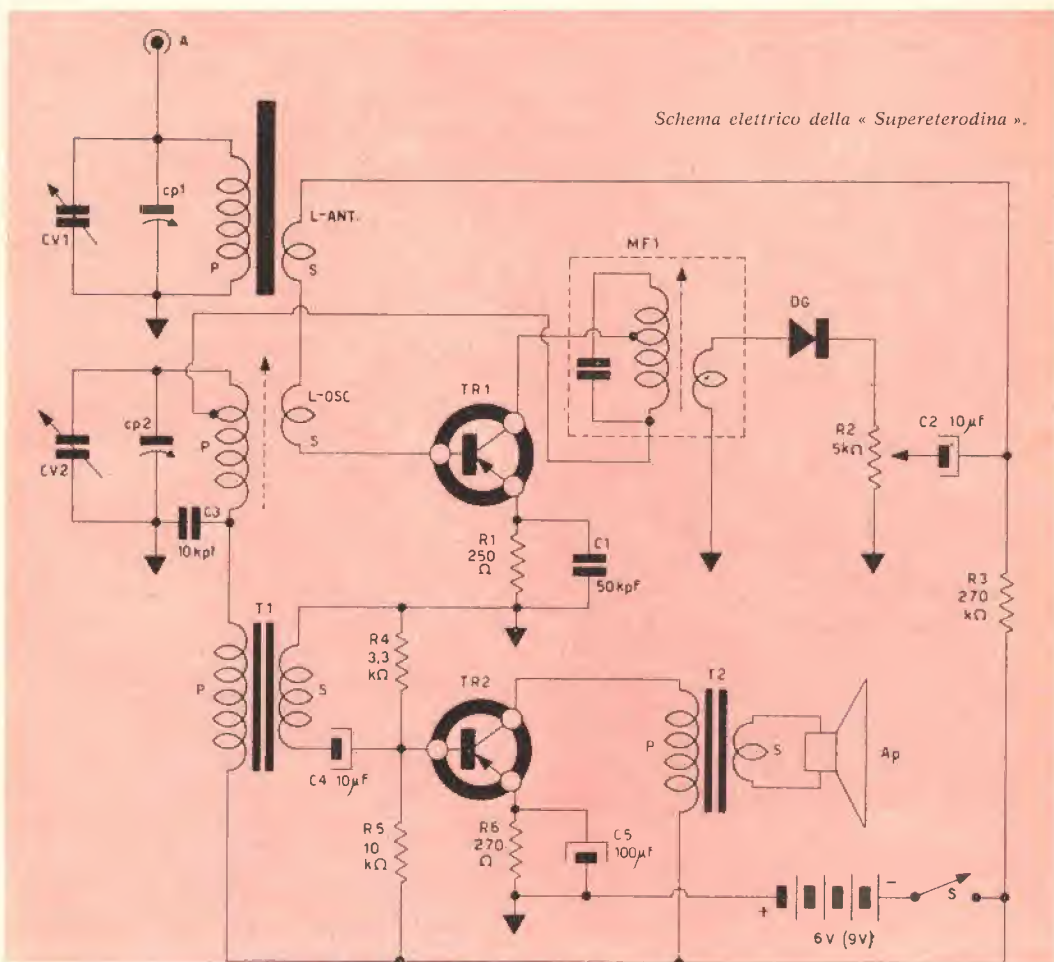 A
Schema elettrico della « Supereterodina ».
CV1
cp1
P
L-ANT.
S
MF1
DG
CV2
cp2
P
L-OSC
S
TR1
R2
5kΩ
C2 10µF
C3
10kpF
R1
250
Ω
C1
50kpF
R3
270
kΩ
T1
P
S
R4
3,3
kΩ
TR2
T2
P
S
Ap
C4 10µF
R5
10
kΩ
R6
270
Ω
C5
100µF
+
-
S
6V (9V)